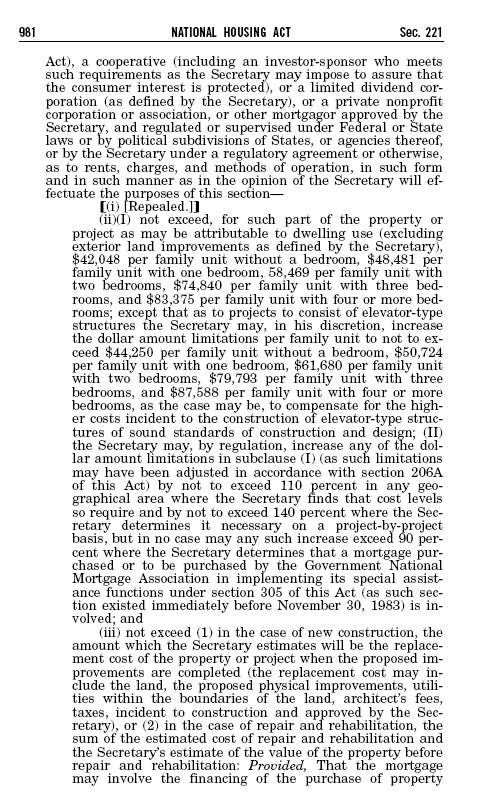 981 NATIONAL HOUSING ACT Sec. 221
Act), a cooperative (including an investor-sponsor who meets
such requirements as the Secretary may impose to assure that
the consumer interest is protected), or a limited dividend cor-
poration (as defined by the Secretary), or a private nonprofit
corporation or association, or other mortgagor approved by the
Secretary, and regulated or supervised under Federal or State
laws or by political subdivisions of States, or agencies thereof,
or by the Secretary under a regulatory agreement or otherwise,
as to rents, charges, and methods of operation, in such form
and in such manner as in the opinion of the Secretary will ef-
fectuate the purposes of this section—
⟦(i) [Repealed.]⟧
(ii)(I) not exceed, for such part of the property or
project as may be attributable to dwelling use (excluding
exterior land improvements as defined by the Secretary),
$42,048 per family unit without a bedroom, $48,481 per
family unit with one bedroom, 58,469 per family unit with
two bedrooms, $74,840 per family unit with three bed-
rooms, and $83,375 per family unit with four or more bed-
rooms; except that as to projects to consist of elevator-type
structures the Secretary may, in his discretion, increase
the dollar amount limitations per family unit to not to ex-
ceed $44,250 per family unit without a bedroom, $50,724
per family unit with one bedroom, $61,680 per family unit
with two bedrooms, $79,793 per family unit with three
bedrooms, and $87,588 per family unit with four or more
bedrooms, as the case may be, to compensate for the high-
er costs incident to the construction of elevator-type struc-
tures of sound standards of construction and design; (II)
the Secretary may, by regulation, increase any of the dol-
lar amount limitations in subclause (I) (as such limitations
may have been adjusted in accordance with section 206A
of this Act) by not to exceed 110 percent in any geo-
graphical area where the Secretary finds that cost levels
so require and by not to exceed 140 percent where the Sec-
retary determines it necessary on a project-by-project
basis, but in no case may any such increase exceed 90 per-
cent where the Secretary determines that a mortgage pur-
chased or to be purchased by the Government National
Mortgage Association in implementing its special assist-
ance functions under section 305 of this Act (as such sec-
tion existed immediately before November 30, 1983) is in-
volved; and
(iii) not exceed (1) in the case of new construction, the
amount which the Secretary estimates will be the replace-
ment cost of the property or project when the proposed im-
provements are completed (the replacement cost may in-
clude the land, the proposed physical improvements, utili-
ties within the boundaries of the land, architect's fees,
taxes, incident to construction and approved by the Sec-
retary), or (2) in the case of repair and rehabilitation, the
sum of the estimated cost of repair and rehabilitation and
the Secretary's estimate of the value of the property before
repair and rehabilitation: Provided, That the mortgage
may involve the financing of the purchase of property